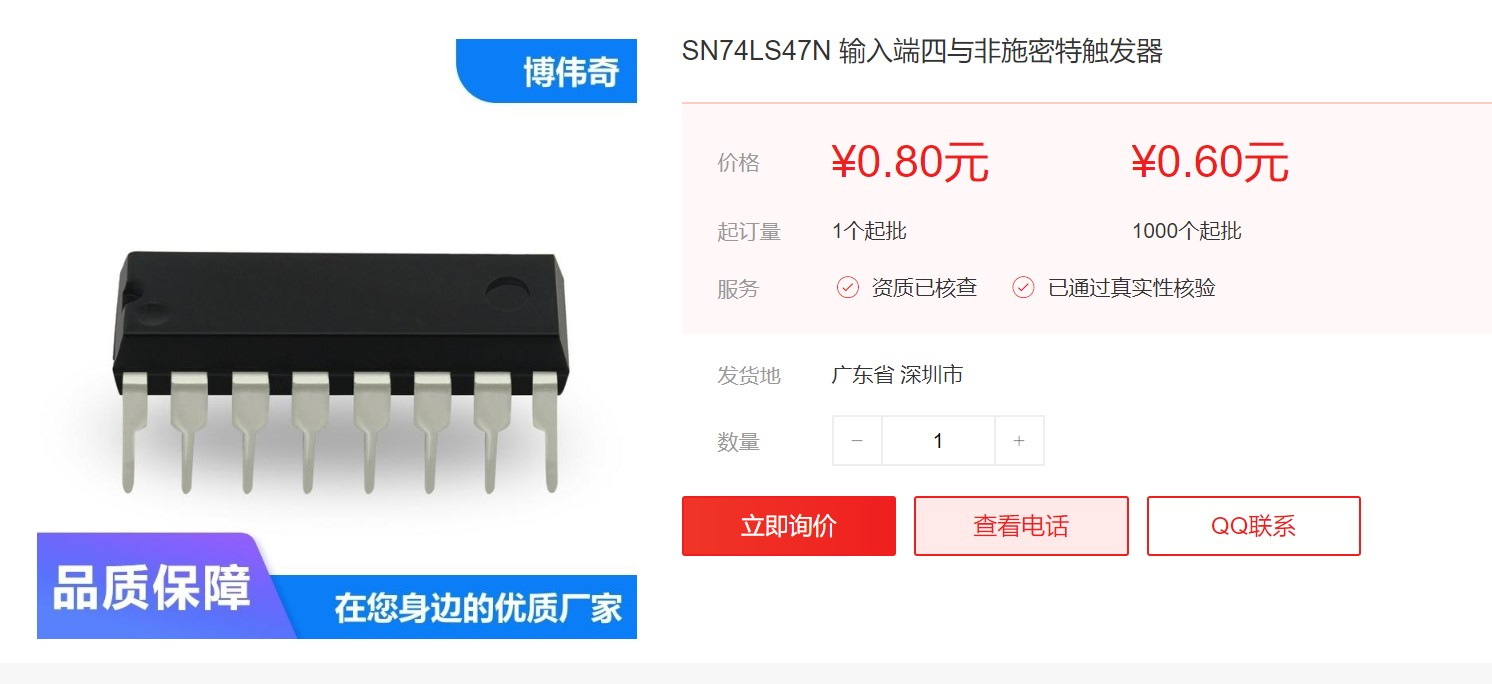 博伟奇
品质保障
在您身边的优质厂家
SN74LS47N 输入端四与非施密特触发器
价格 ¥0.80元 ¥0.60元
起订量 1个起批 1000个起批
服务 资质已核查 已通过真实性核验
发货地 广东省 深圳市
数量 − 1 +
立即询价 查看电话 QQ联系